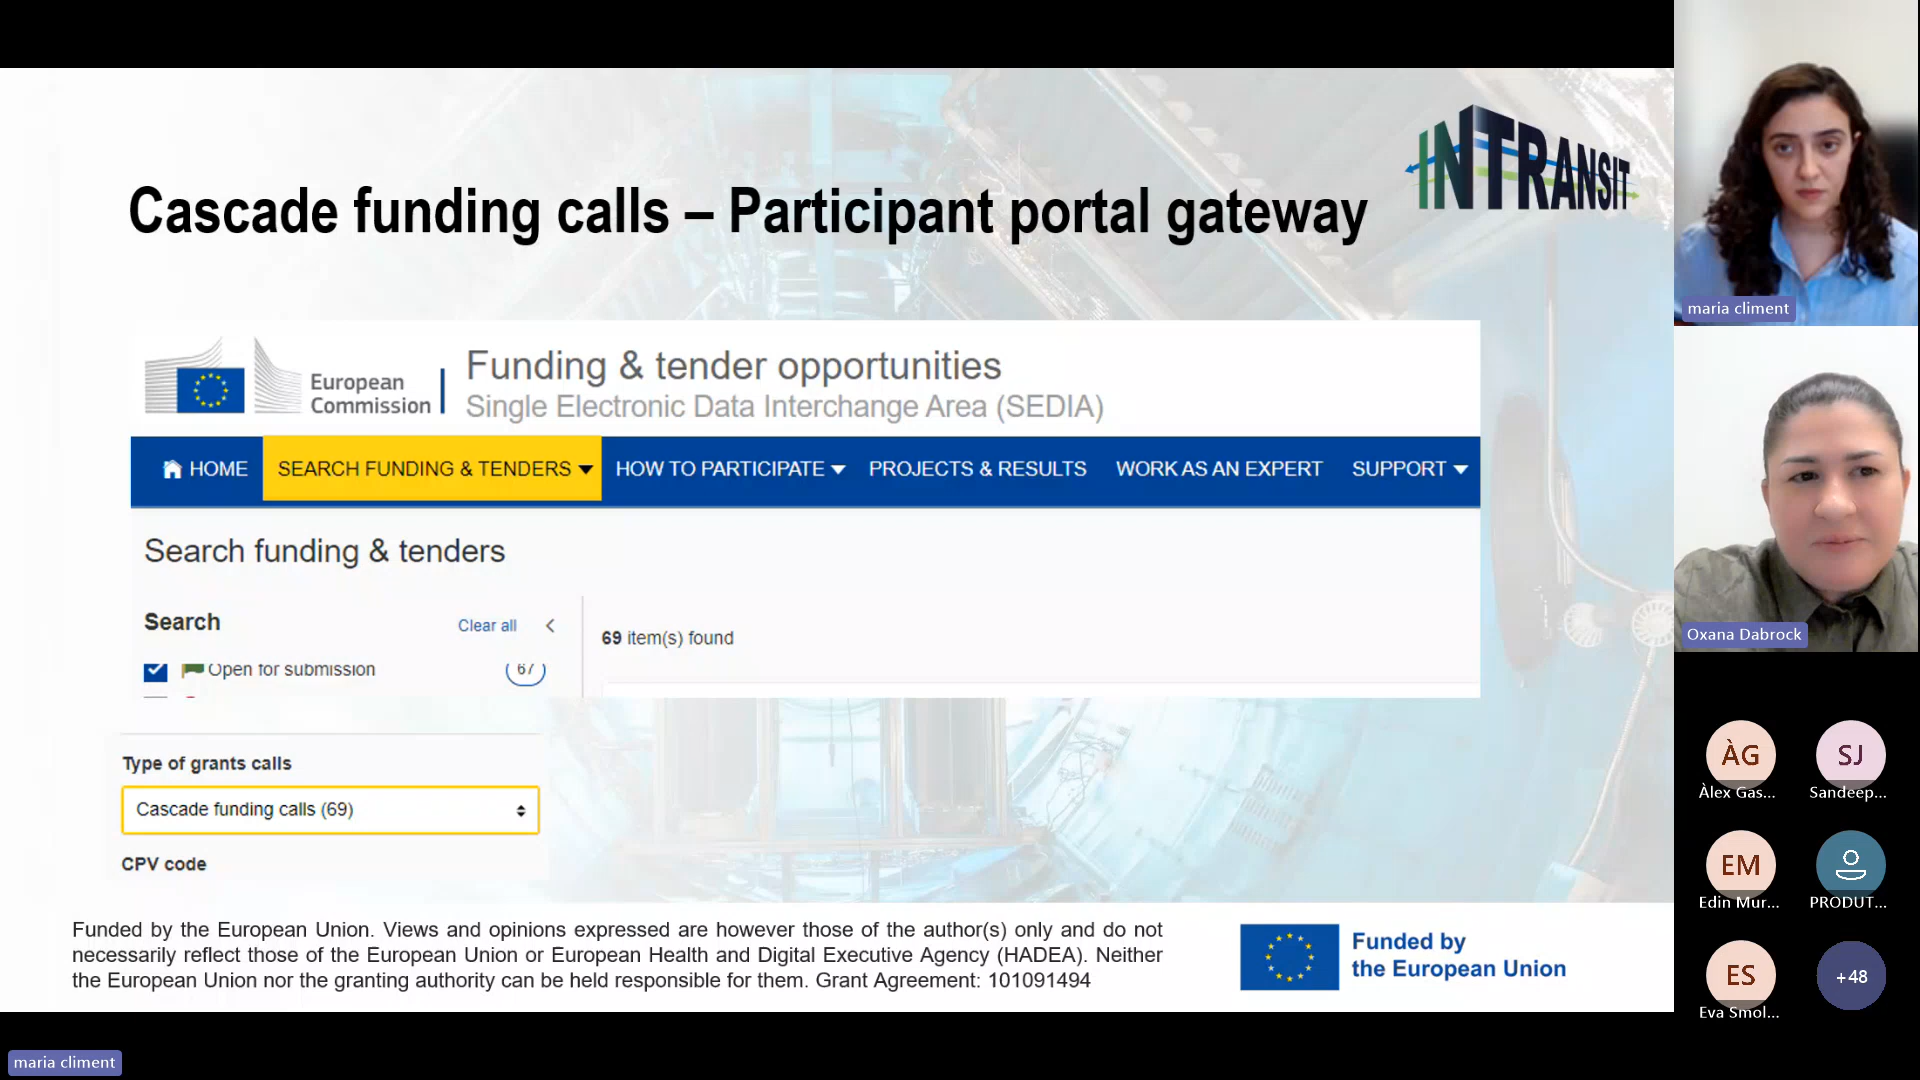 INTRANSIT
Cascade funding calls – Participant portal gateway
European
Commission
Funding & tender opportunities
Single Electronic Data Interchange Area (SEDIA)
HOME SEARCH FUNDING & TENDERS HOW TO PARTICIPATE PROJECTS & RESULTS WORK AS AN EXPERT SUPPORT
Search funding & tenders
Search Clear all
69 item(s) found
Open for submission 67
Type of grants calls
Cascade funding calls (69)
CPV code
Funded by the European Union. Views and opinions expressed are however those of the author(s) only and do not
necessarily reflect those of the European Union or European Health and Digital Executive Agency (HADEA). Neither
the European Union nor the granting authority can be held responsible for them. Grant Agreement: 101091494
Funded by
the European Union
maria climent
Oxana Dabrock
ÀG SJ
Àlex Gas... Sandeep...
EM
Edin Mur... PRODUT...
ES +48
Eva Smol...
maria climent